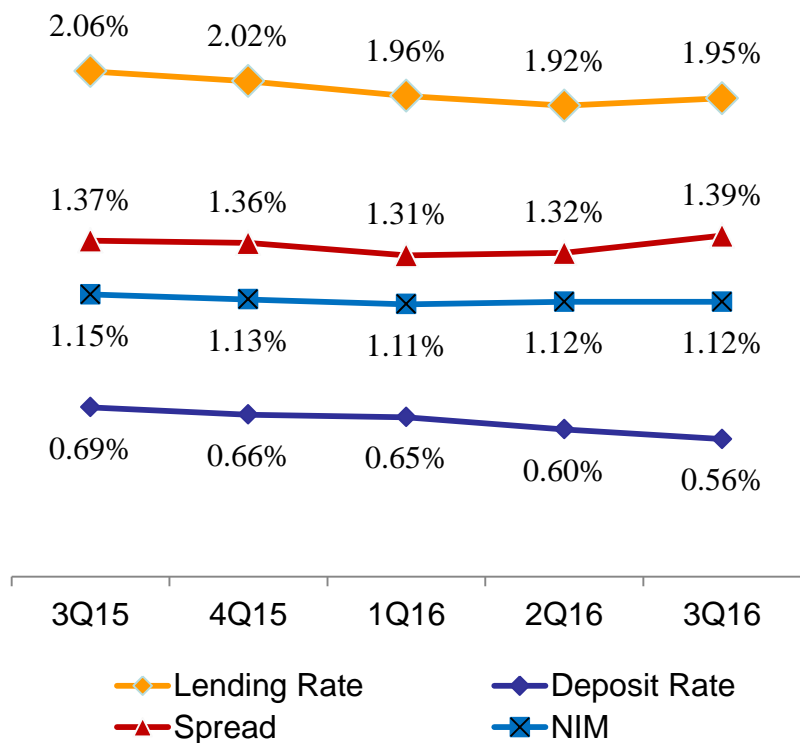 2.06% 2.02% 1.96% 1.92% 1.95%
1.37% 1.36% 1.31% 1.32% 1.39%
1.15% 1.13% 1.11% 1.12% 1.12%
0.69% 0.66% 0.65% 0.60% 0.56%
3Q15 4Q15 1Q16 2Q16 3Q16
Lending Rate Deposit Rate
Spread NIM